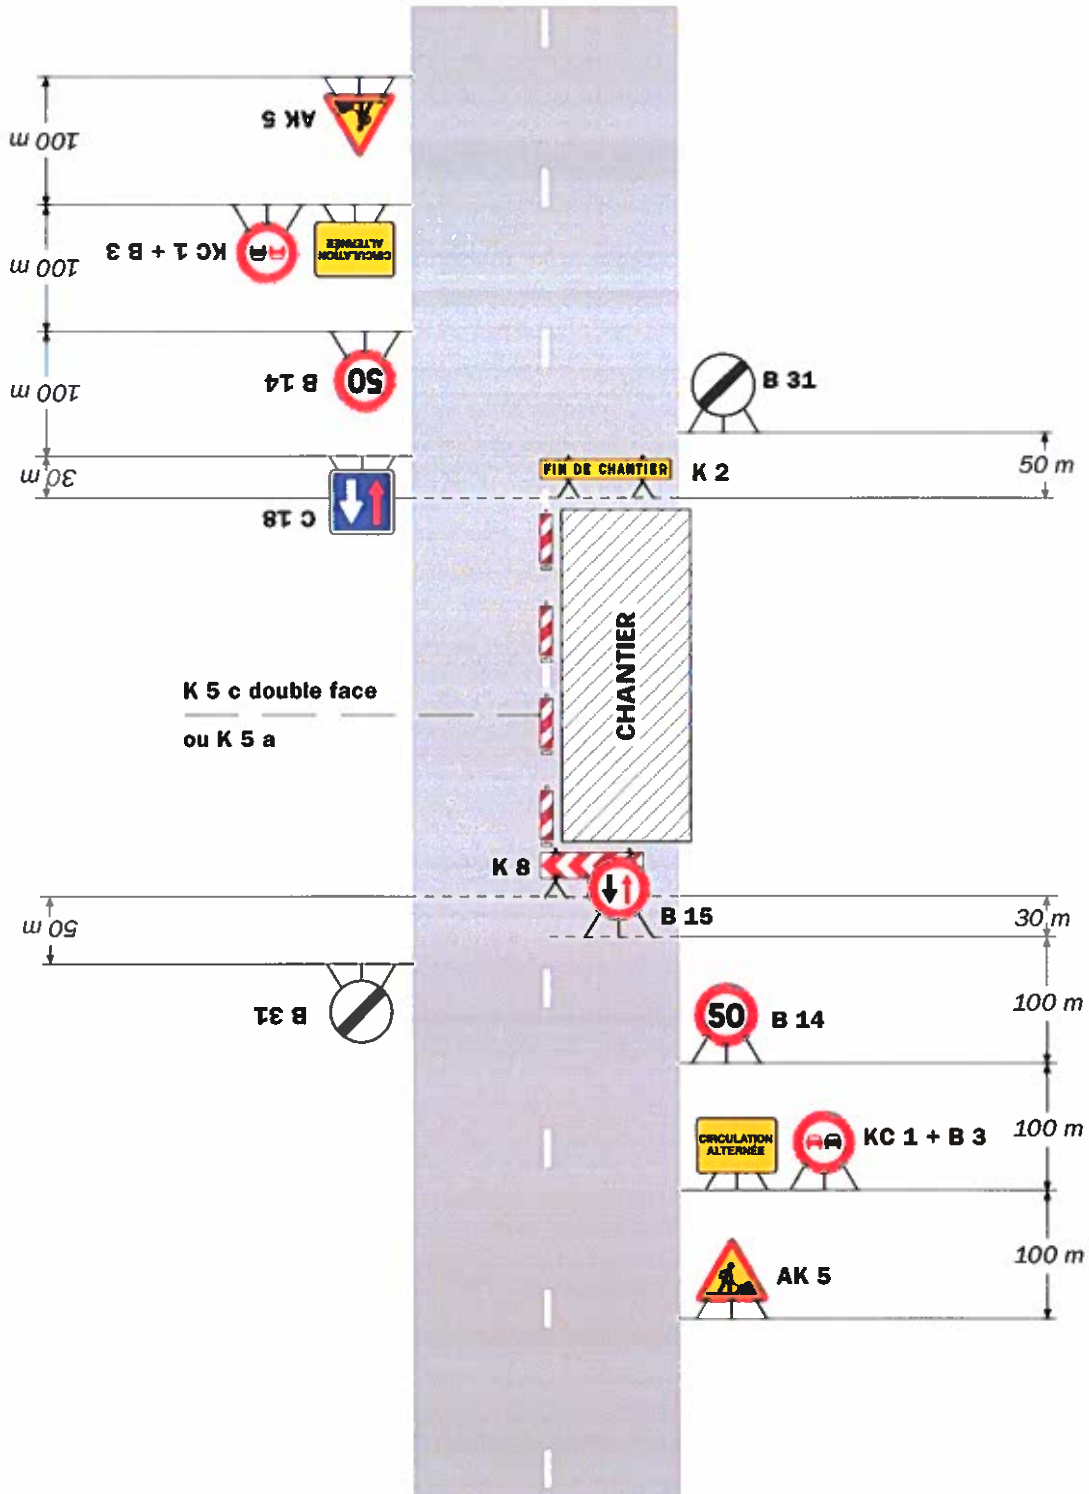 AK 5
100 m
KC 1 + B 3
CIRCULATION
ALTERNÉE
100 m
B 14
50
100 m
B 31
FIN DE CHANTIER
K 2
50 m
30 m
C 18
CHANTIER
K 5 c double face
ou K 5 a
K 8
B 15
30 m
50 m
B 31
50
B 14
100 m
CIRCULATION
ALTERNÉE
KC 1 + B 3
100 m
AK 5
100 m